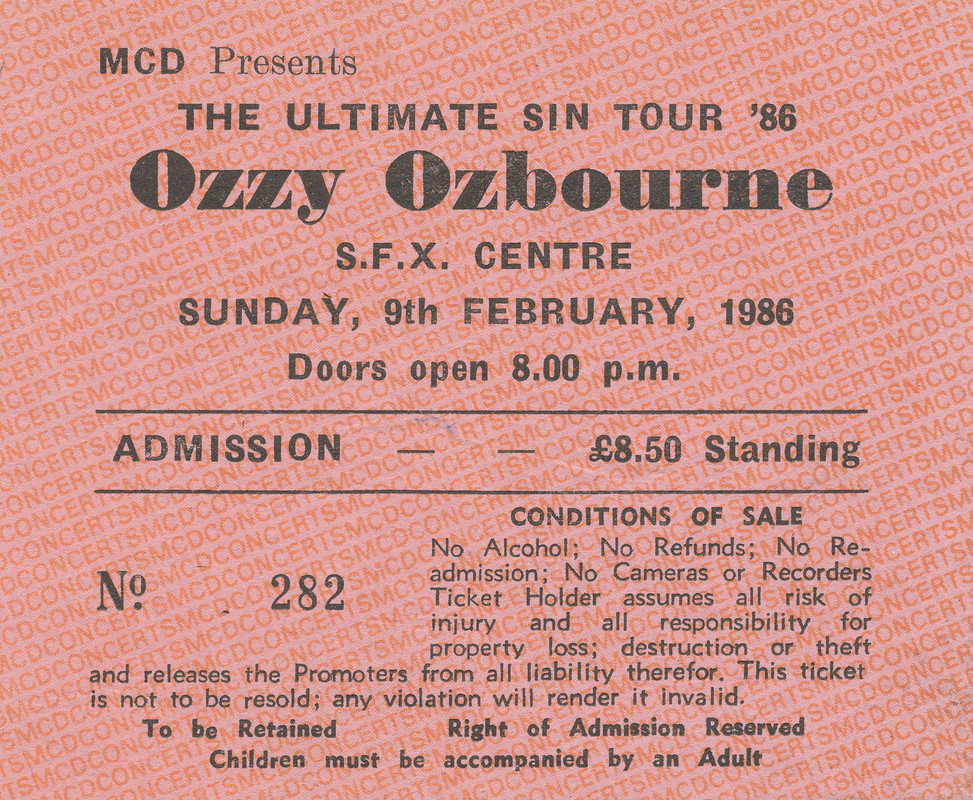 MCD Presents
THE ULTIMATE SIN TOUR '86
Ozzy Ozbourne
S.F.X. CENTRE
SUNDAY, 9th FEBRUARY, 1986
Doors open 8.00 p.m.
ADMISSION — — £8.50 Standing
CONDITIONS OF SALE
No Alcohol; No Refunds; No Re-
admission; No Cameras or Recorders
Ticket Holder assumes all risk of
injury and all responsibility for
property loss; destruction or theft
and releases the Promoters from all liability therefor. This ticket
is not to be resold; any violation will render it invalid.
Nº 282
To be Retained Right of Admission Reserved
Children must be accompanied by an Adult